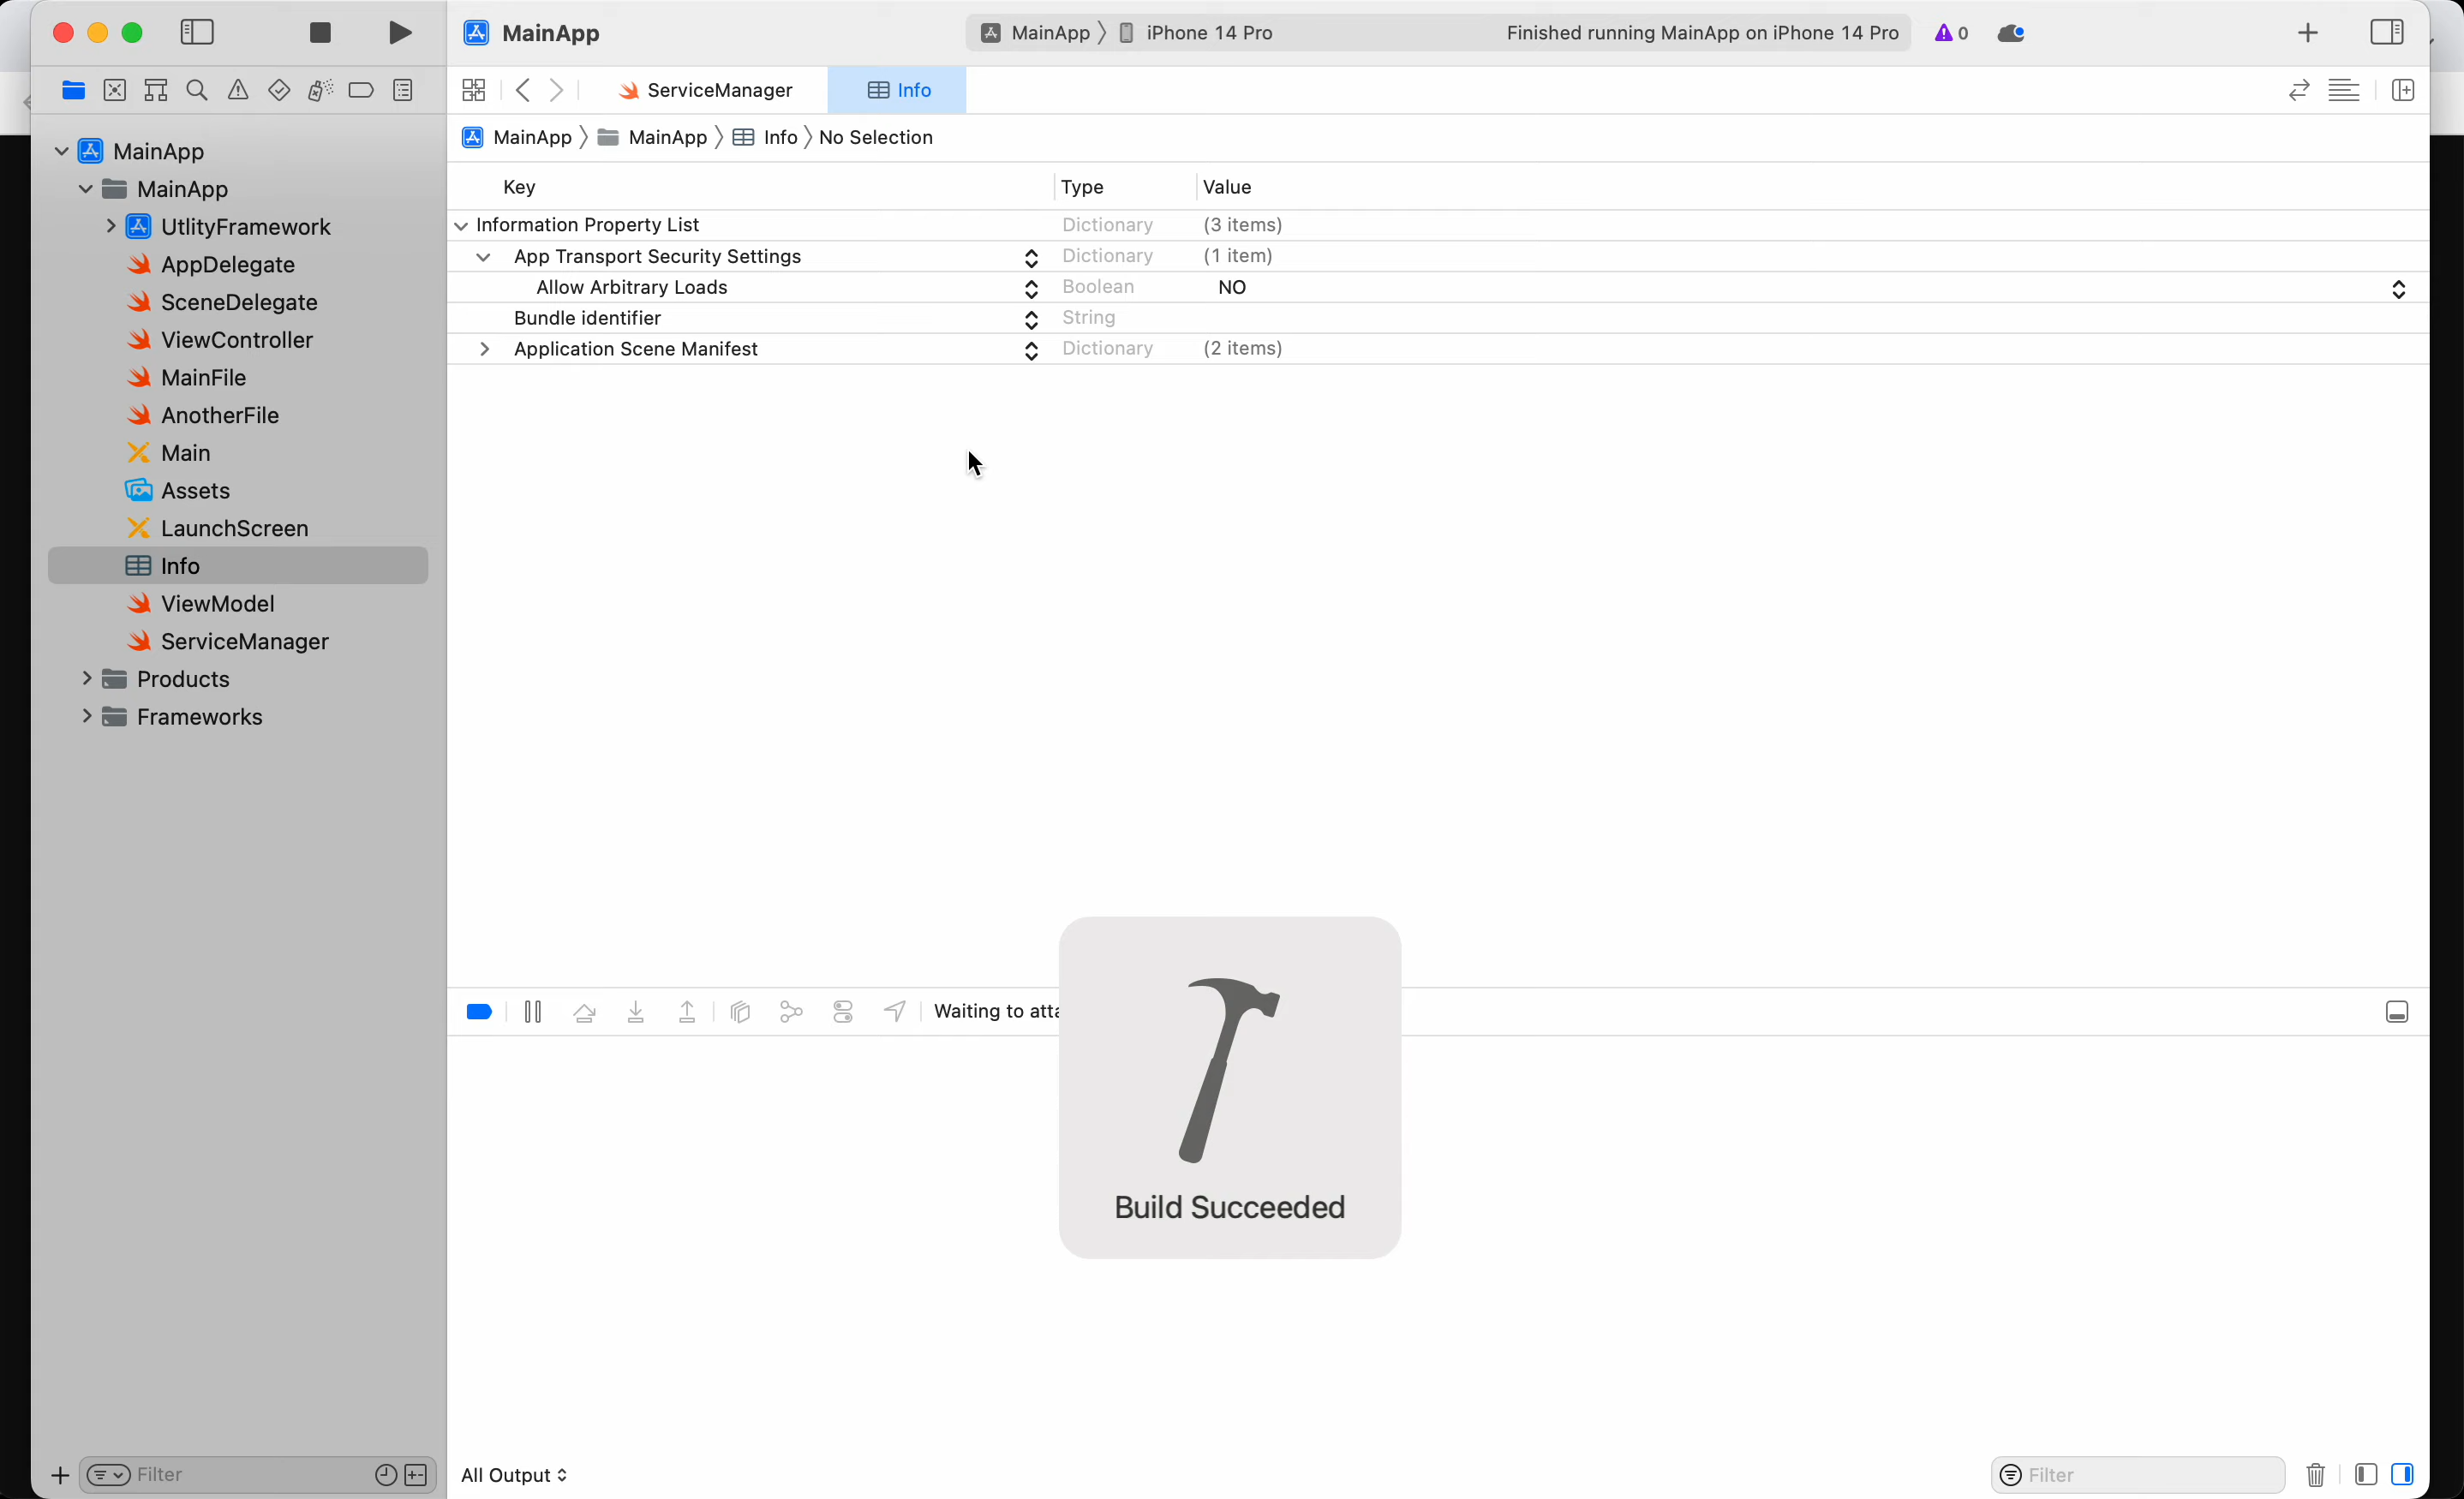 MainApp
MainApp
iPhone 14 Pro
Finished running MainApp on iPhone 14 Pro
0
ServiceManager
Info
MainApp
MainApp
Info
No Selection
MainApp
MainApp
UtlityFramework
AppDelegate
SceneDelegate
ViewController
MainFile
AnotherFile
Main
Assets
LaunchScreen
Info
ViewModel
ServiceManager
Products
Frameworks
Key Type Value
Information Property List Dictionary (3 items)
App Transport Security Settings Dictionary (1 item)
Allow Arbitrary Loads Boolean NO
Bundle identifier String
Application Scene Manifest Dictionary (2 items)
Waiting to atta
Build Succeeded
Filter
All Output
Filter